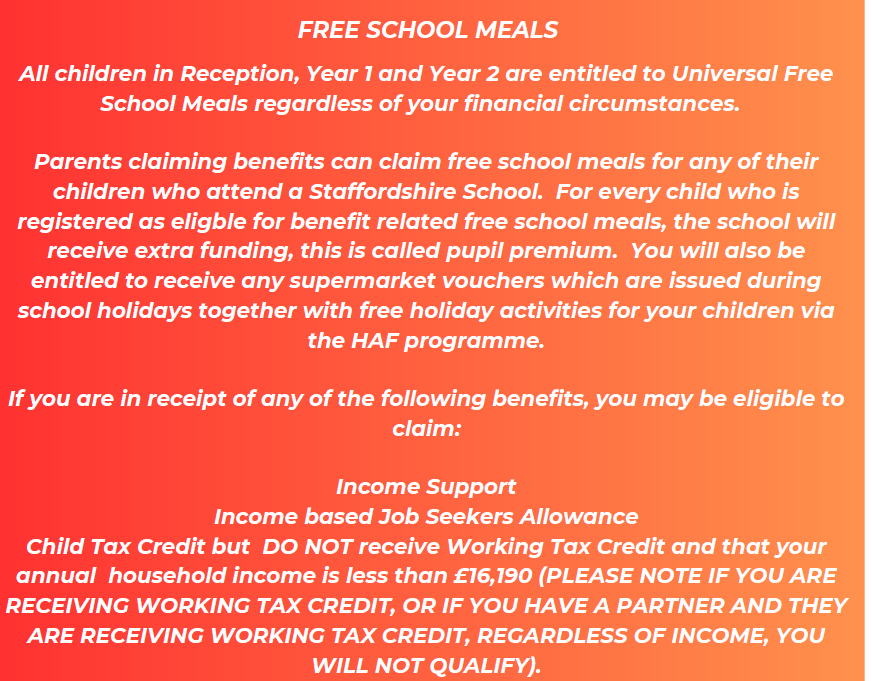 FREE SCHOOL MEALS
All children in Reception, Year 1 and Year 2 are entitled to Universal Free
School Meals regardless of your financial circumstances.
Parents claiming benefits can claim free school meals for any of their
children who attend a Staffordshire School.  For every child who is
registered as eligble for benefit related free school meals, the school will
receive extra funding, this is called pupil premium.  You will also be
entitled to receive any supermarket vouchers which are issued during
school holidays together with free holiday activities for your children via
the HAF programme.
If you are in receipt of any of the following benefits, you may be eligible to
claim:
Income Support
Income based Job Seekers Allowance
Child Tax Credit but  DO NOT receive Working Tax Credit and that your
annual  household income is less than £16,190 (PLEASE NOTE IF YOU ARE
RECEIVING WORKING TAX CREDIT, OR IF YOU HAVE A PARTNER AND THEY
ARE RECEIVING WORKING TAX CREDIT, REGARDLESS OF INCOME, YOU
WILL NOT QUALIFY).